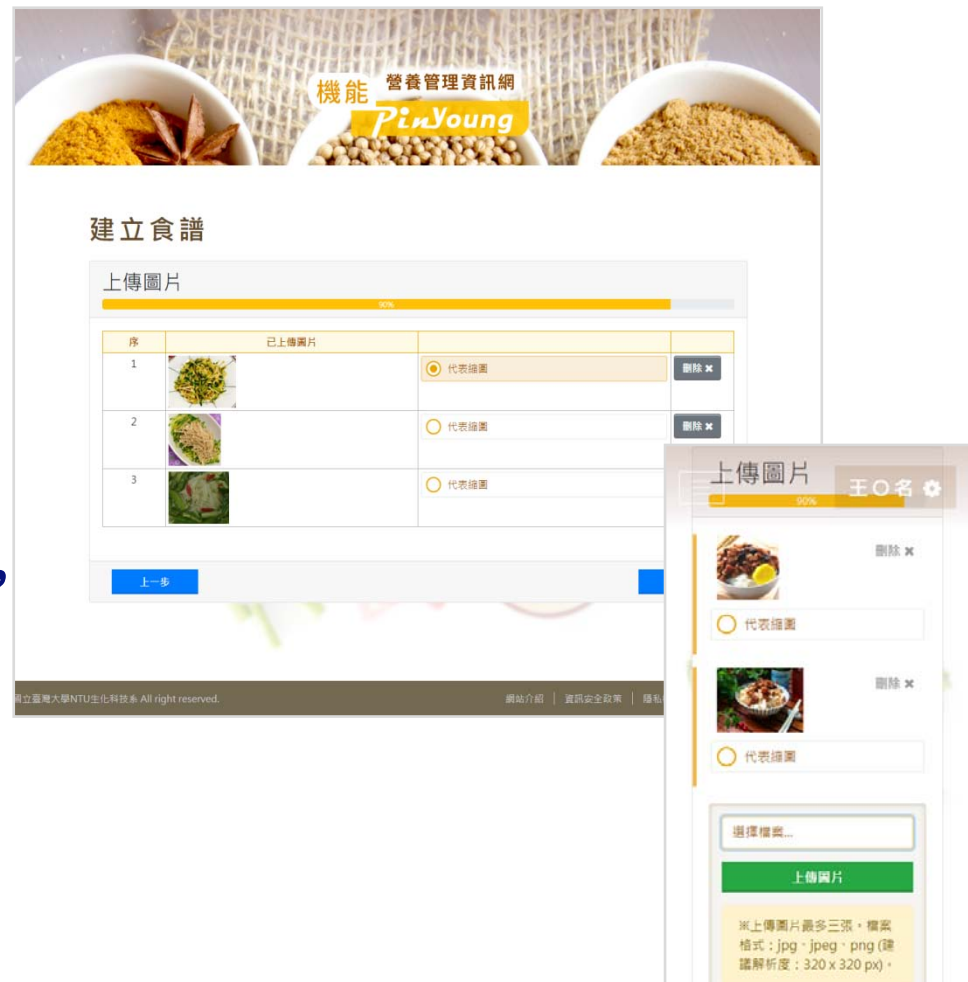 機能 營養管理資訊網
PinYoung
建立食譜
上傳圖片
90%
序 已上傳圖片
1 代表縮圖 刪除 ✖
2 代表縮圖 刪除 ✖
3 代表縮圖
上一步
國立臺灣大學NTU生化科技系 All right reserved.
網站介紹 | 資訊安全政策 | 隱私
,
上傳圖片
90%
王O名
刪除 ✖
代表縮圖
刪除 ✖
代表縮圖
選擇檔案...
上傳圖片
※上傳圖片最多三張。檔案
格式：jpg、jpeg、png (建
議解析度：320 x 320 px)。